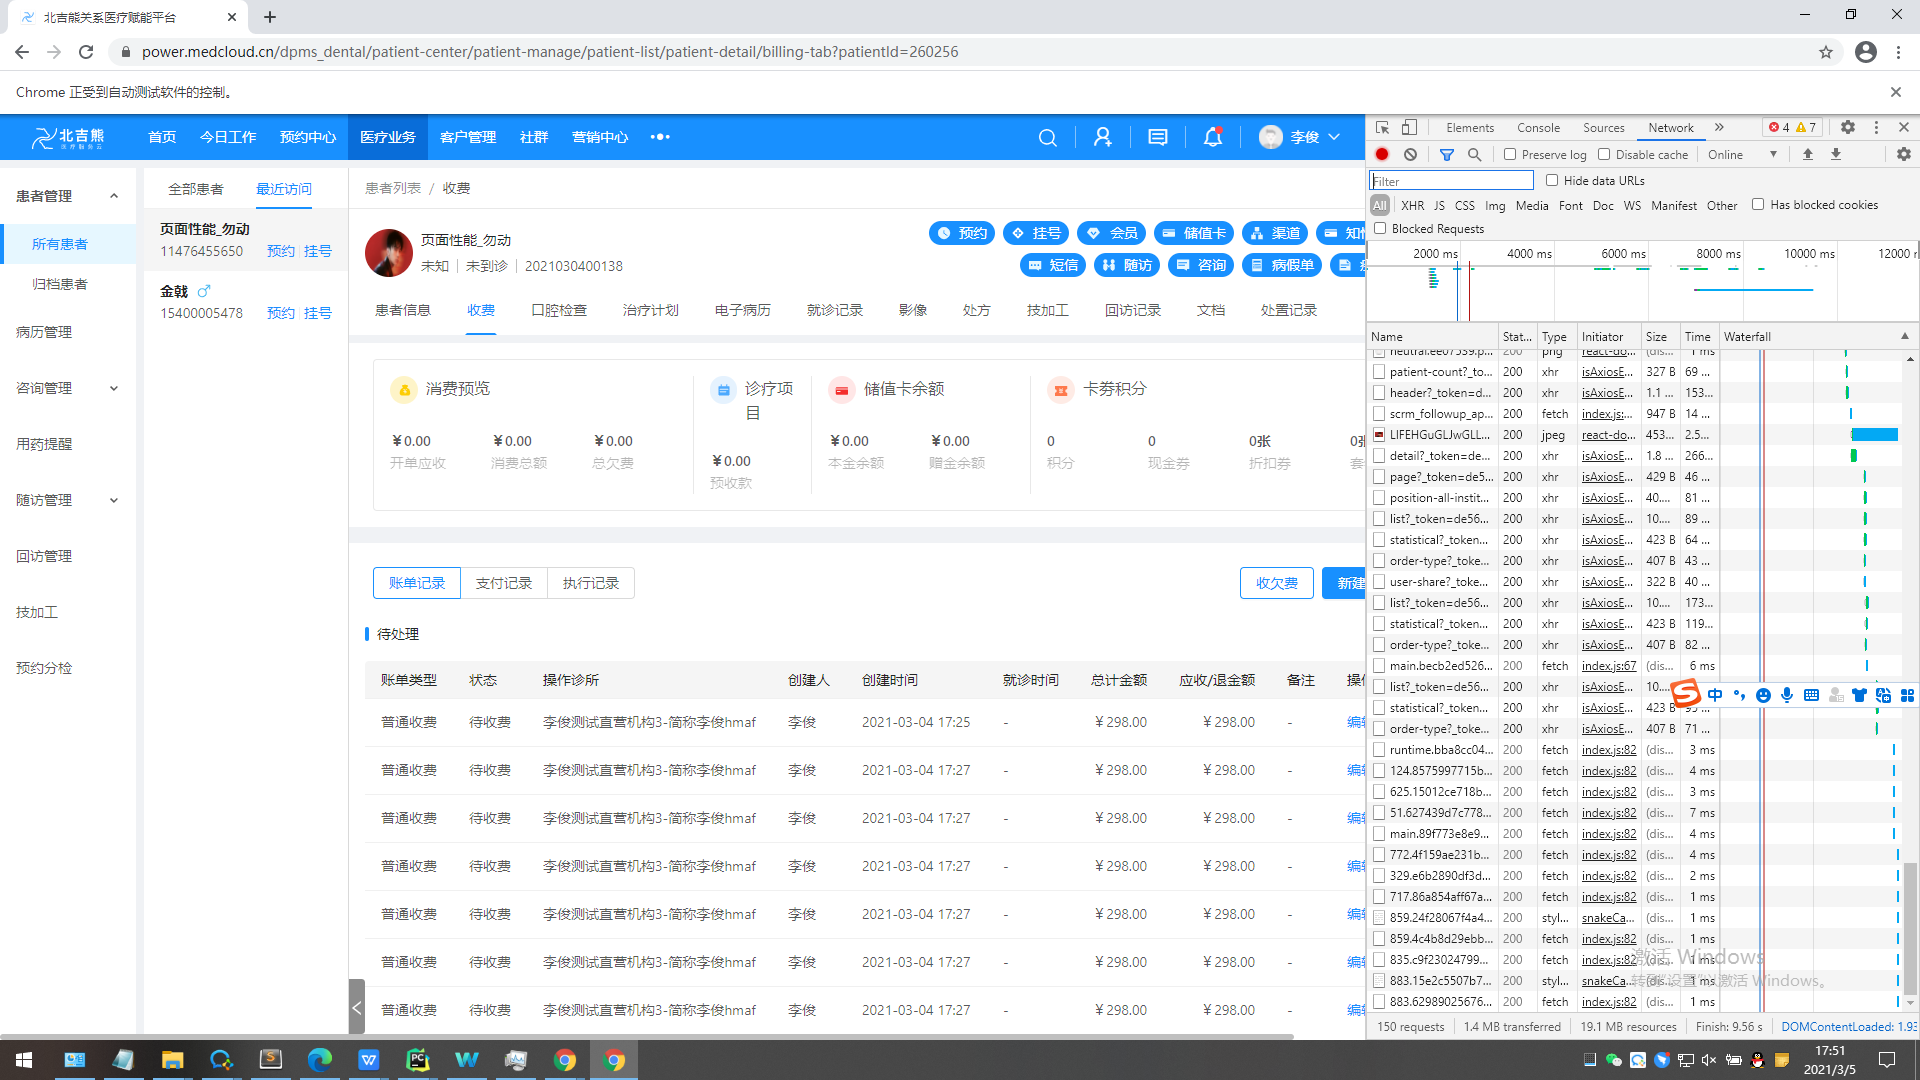 北吉熊关系医疗赋能平台
power.medcloud.cn/dpms_dental/patient-center/patient-manage/patient-list/patient-detail/billing-tab?patientId=260256
Chrome 正受到自动测试软件的控制。
北吉熊
医疗服务云
首页 今日工作 预约中心 医疗业务 客户管理 社群 营销中心 •••
李俊
患者管理
所有患者
归档患者
病历管理
咨询管理
用药提醒
随访管理
回访管理
技加工
预约分检
全部患者 最近访问
页面性能_勿动
11476455650 预约 挂号
金戟
15400005478 预约 挂号
患者列表 / 收费
页面性能_勿动
未知 未到诊 2021030400138
预约 挂号 会员 储值卡 渠道 知情
短信 随访 咨询 病假单
患者信息 收费 口腔检查 治疗计划 电子病历 就诊记录 影像 处方 技加工 回访记录 文档 处置记录
消费预览
¥0.00 ¥0.00 ¥0.00
开单应收 消费总额 总欠费
诊疗项目
¥0.00
预收款
储值卡余额
¥0.00 ¥0.00
本金余额 赠金余额
卡券积分
0 0 0张 0张
积分 现金券 折扣券 套
账单记录 支付记录 执行记录 收欠费 新建
待处理
账单类型 状态 操作诊所 创建人 创建时间 就诊时间 总计金额 应收/退金额 备注 操作
普通收费 待收费 李俊测试直营机构3-简称李俊hmaf 李俊 2021-03-04 17:25 - ¥298.00 ¥298.00 - 编辑
普通收费 待收费 李俊测试直营机构3-简称李俊hmaf 李俊 2021-03-04 17:27 - ¥298.00 ¥298.00 - 编辑
普通收费 待收费 李俊测试直营机构3-简称李俊hmaf 李俊 2021-03-04 17:27 - ¥298.00 ¥298.00 - 编辑
普通收费 待收费 李俊测试直营机构3-简称李俊hmaf 李俊 2021-03-04 17:27 - ¥298.00 ¥298.00 - 编辑
普通收费 待收费 李俊测试直营机构3-简称李俊hmaf 李俊 2021-03-04 17:27 - ¥298.00 ¥298.00 - 编辑
普通收费 待收费 李俊测试直营机构3-简称李俊hmaf 李俊 2021-03-04 17:27 - ¥298.00 ¥298.00 - 编辑
普通收费 待收费 李俊测试直营机构3-简称李俊hmaf 李俊 2021-03-04 17:27 - ¥298.00 ¥298.00 - 编辑
Elements Console Sources Network » 4 7
Preserve log Disable cache Online
Filter Hide data URLs
All XHR JS CSS Img Media Font Doc WS Manifest Other Has blocked cookies
Blocked Requests
2000 ms 4000 ms 6000 ms 8000 ms 10000 ms 12000
Name Stat... Type Initiator Size Time Waterfall
neutral.ee07539.p... 200 png react-do... (dis... 1 ms
patient-count?_to... 200 xhr isAxiosE... 327 B 69 ...
header?_token=d... 200 xhr isAxiosE... 1.1 ... 153...
scrm_followup_ap... 200 fetch index.js:... 947 B 14 ...
LIFEHGuGLJwGLL... 200 jpeg react-do... 453... 2.5...
detail?_token=de... 200 xhr isAxiosE... 1.8 ... 266...
page?_token=de5... 200 xhr isAxiosE... 429 B 46 ...
position-all-instit... 200 xhr isAxiosE... 40.... 81 ...
list?_token=de56... 200 xhr isAxiosE... 10.... 89 ...
statistical?_token... 200 xhr isAxiosE... 423 B 64 ...
order-type?_toke... 200 xhr isAxiosE... 407 B 43 ...
user-share?_toke... 200 xhr isAxiosE... 322 B 40 ...
list?_token=de56... 200 xhr isAxiosE... 10.... 173...
statistical?_token... 200 xhr isAxiosE... 423 B 119...
order-type?_toke... 200 xhr isAxiosE... 407 B 82 ...
main.becb2ed526... 200 fetch index.js:67 (dis... 6 ms
list?_token=de56... 200 xhr isAxiosE... 10....
statistical?_token... 200 xhr isAxiosE... 423 B 95 ...
order-type?_toke... 200 xhr isAxiosE... 407 B 71 ...
runtime.bba8cc04... 200 fetch index.js:82 (dis... 3 ms
124.8575997715b... 200 fetch index.js:82 (dis... 4 ms
625.15012ce718b... 200 fetch index.js:82 (dis... 3 ms
51.627439d7c778... 200 fetch index.js:82 (dis... 7 ms
main.89f773e8e9... 200 fetch index.js:82 (dis... 4 ms
772.4f159ae231b... 200 fetch index.js:82 (dis... 4 ms
329.e6b2890df3d... 200 fetch index.js:82 (dis... 2 ms
717.86a854aff67a... 200 fetch index.js:82 (dis... 1 ms
859.24f28067f4a4... 200 styl... snakeCa... (dis... 1 ms
859.4c4b8d29ebb... 200 fetch index.js:82 (dis... 1 ms
835.c9f23024799... 200 fetch index.js:82 (dis... 1 ms
883.15e2c5507b7... 200 styl... snakeCa... (dis... 1 ms
883.62989025676... 200 fetch index.js:82 (dis... 1 ms
中
激活 Windows
转到“设置”以激活 Windows。
150 requests 1.4 MB transferred 19.1 MB resources Finish: 9.56 s DOMContentLoaded: 1.93
17:51
2021/3/5